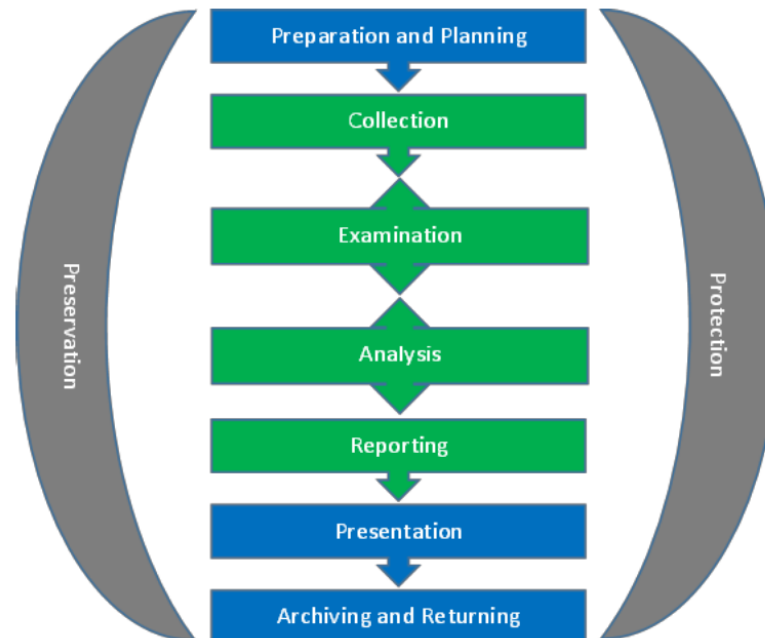 Preparation and Planning
Collection
Examination
Preservation
Protection
Analysis
Reporting
Presentation
Archiving and Returning